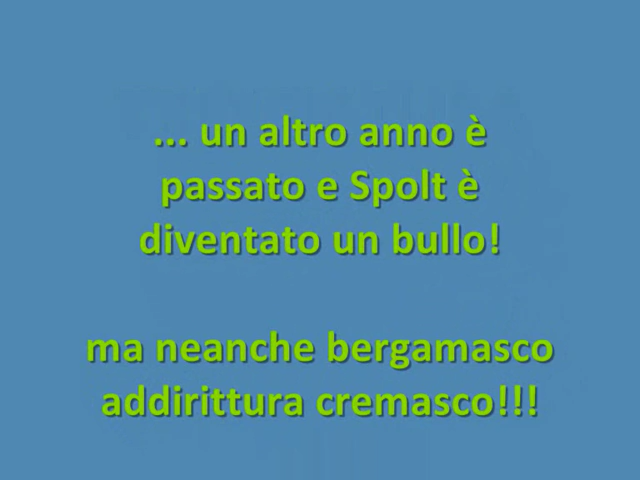 ... un altro anno è
passato e Spolt è
diventato un bullo!
ma neanche bergamasco
addirittura cremasco!!!